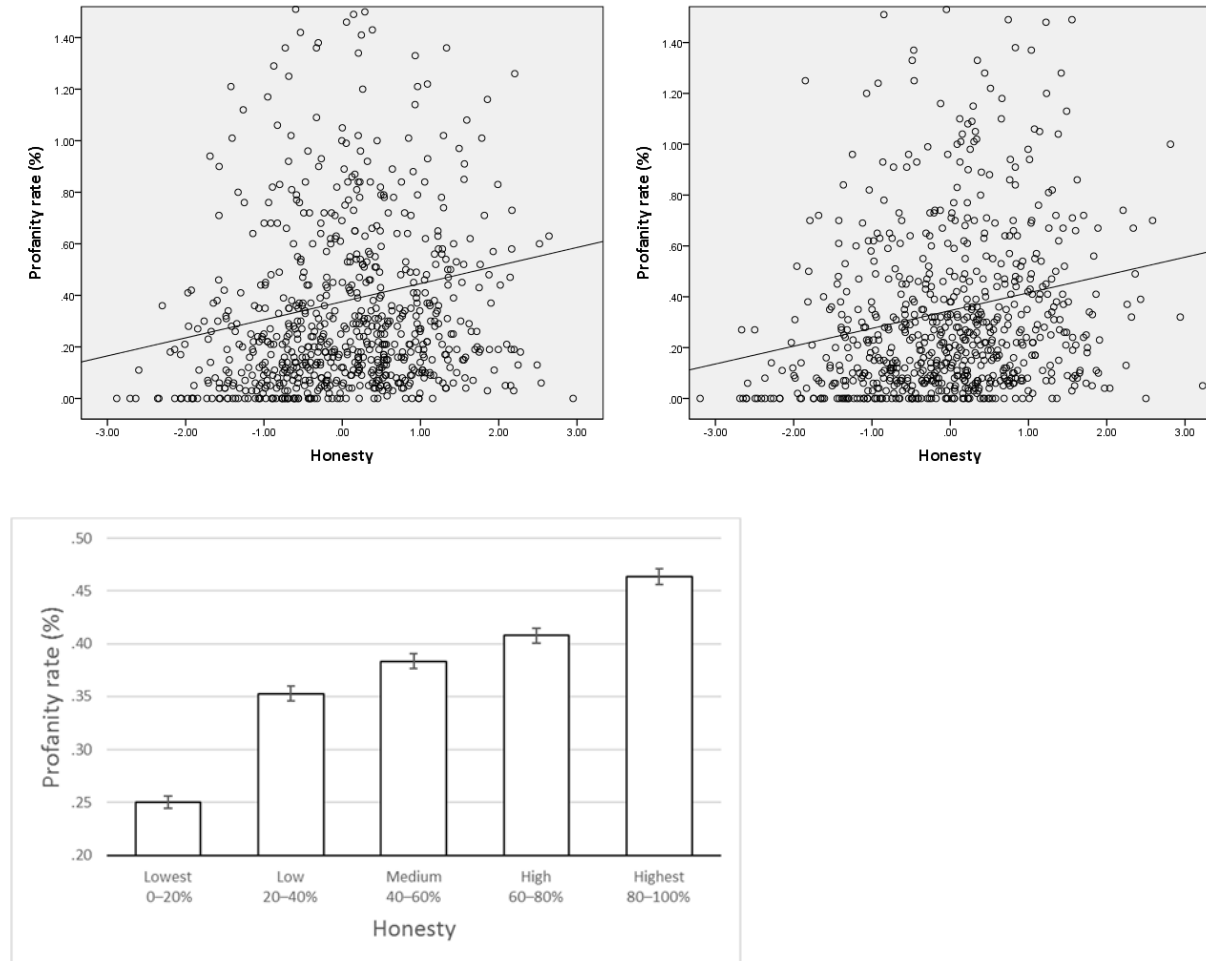 1.40
1.20
1.00
.80
.60
.40
.20
.00
Profanity rate (%)
-3.00 -2.00 -1.00 .00 1.00 2.00 3.00
Honesty
1.40
1.20
1.00
.80
.60
.40
.20
.00
Profanity rate (%)
-3.00 -2.00 -1.00 .00 1.00 2.00 3.00
Honesty
.50
.45
.40
.35
.30
.25
.20
Profanity rate (%)
Lowest Low Medium High Highest
0–20% 20–40% 40–60% 60–80% 80–100%
Honesty